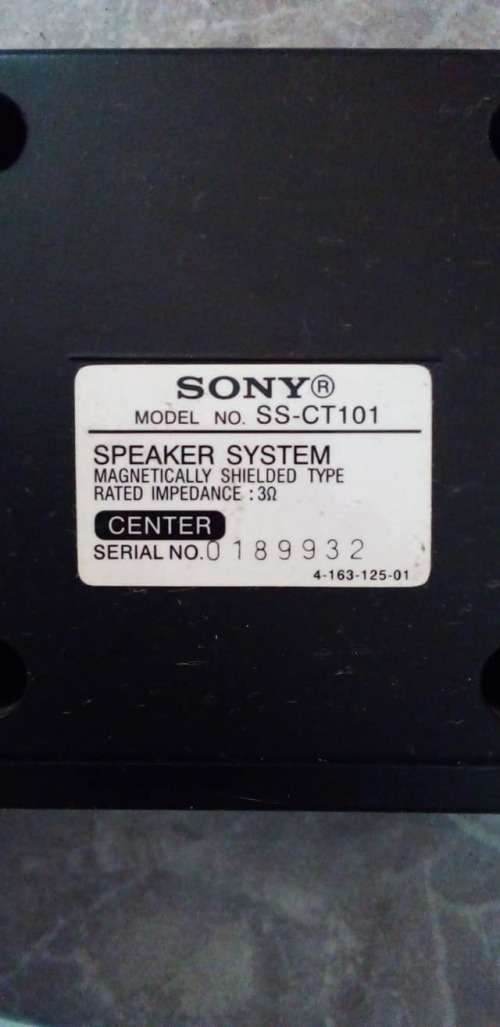 SONY®
MODEL NO. SS-CT101
SPEAKER SYSTEM
MAGNETICALLY SHIELDED TYPE
RATED IMPEDANCE : 3Ω
CENTER
SERIAL NO. 0189932
4-163-125-01